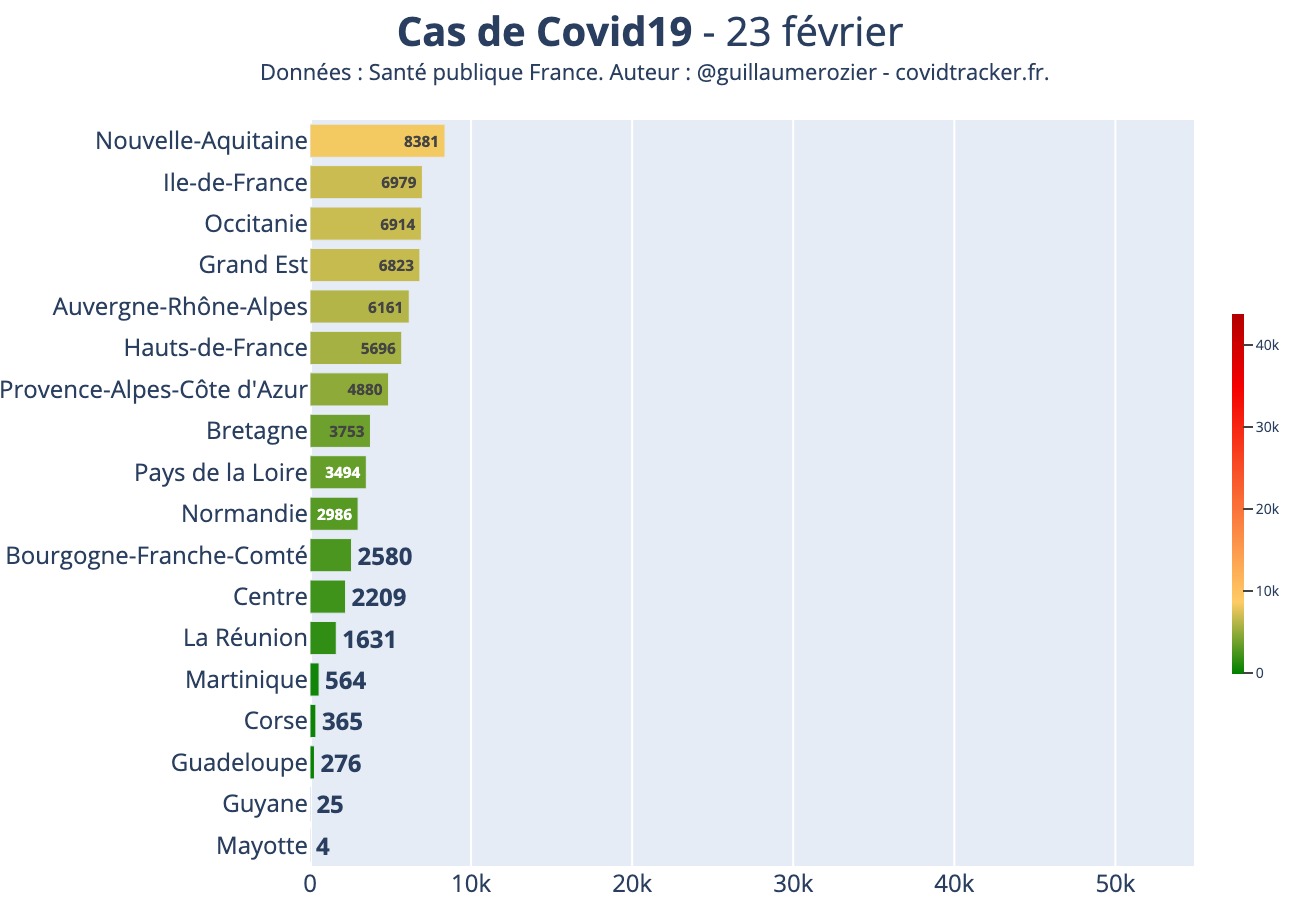 Cas de Covid19 - 23 février
Données : Santé publique France. Auteur : @guillaumerozier - covidtracker.fr.
Nouvelle-Aquitaine 8381
Ile-de-France 6979
Occitanie 6914
Grand Est 6823
Auvergne-Rhône-Alpes 6161
Hauts-de-France 5696
Provence-Alpes-Côte d'Azur 4880
Bretagne 3753
Pays de la Loire 3494
Normandie 2986
Bourgogne-Franche-Comté 2580
Centre 2209
La Réunion 1631
Martinique 564
Corse 365
Guadeloupe 276
Guyane 25
Mayotte 4
0 10k 20k 30k 40k 50k
40k
30k
20k
10k
0